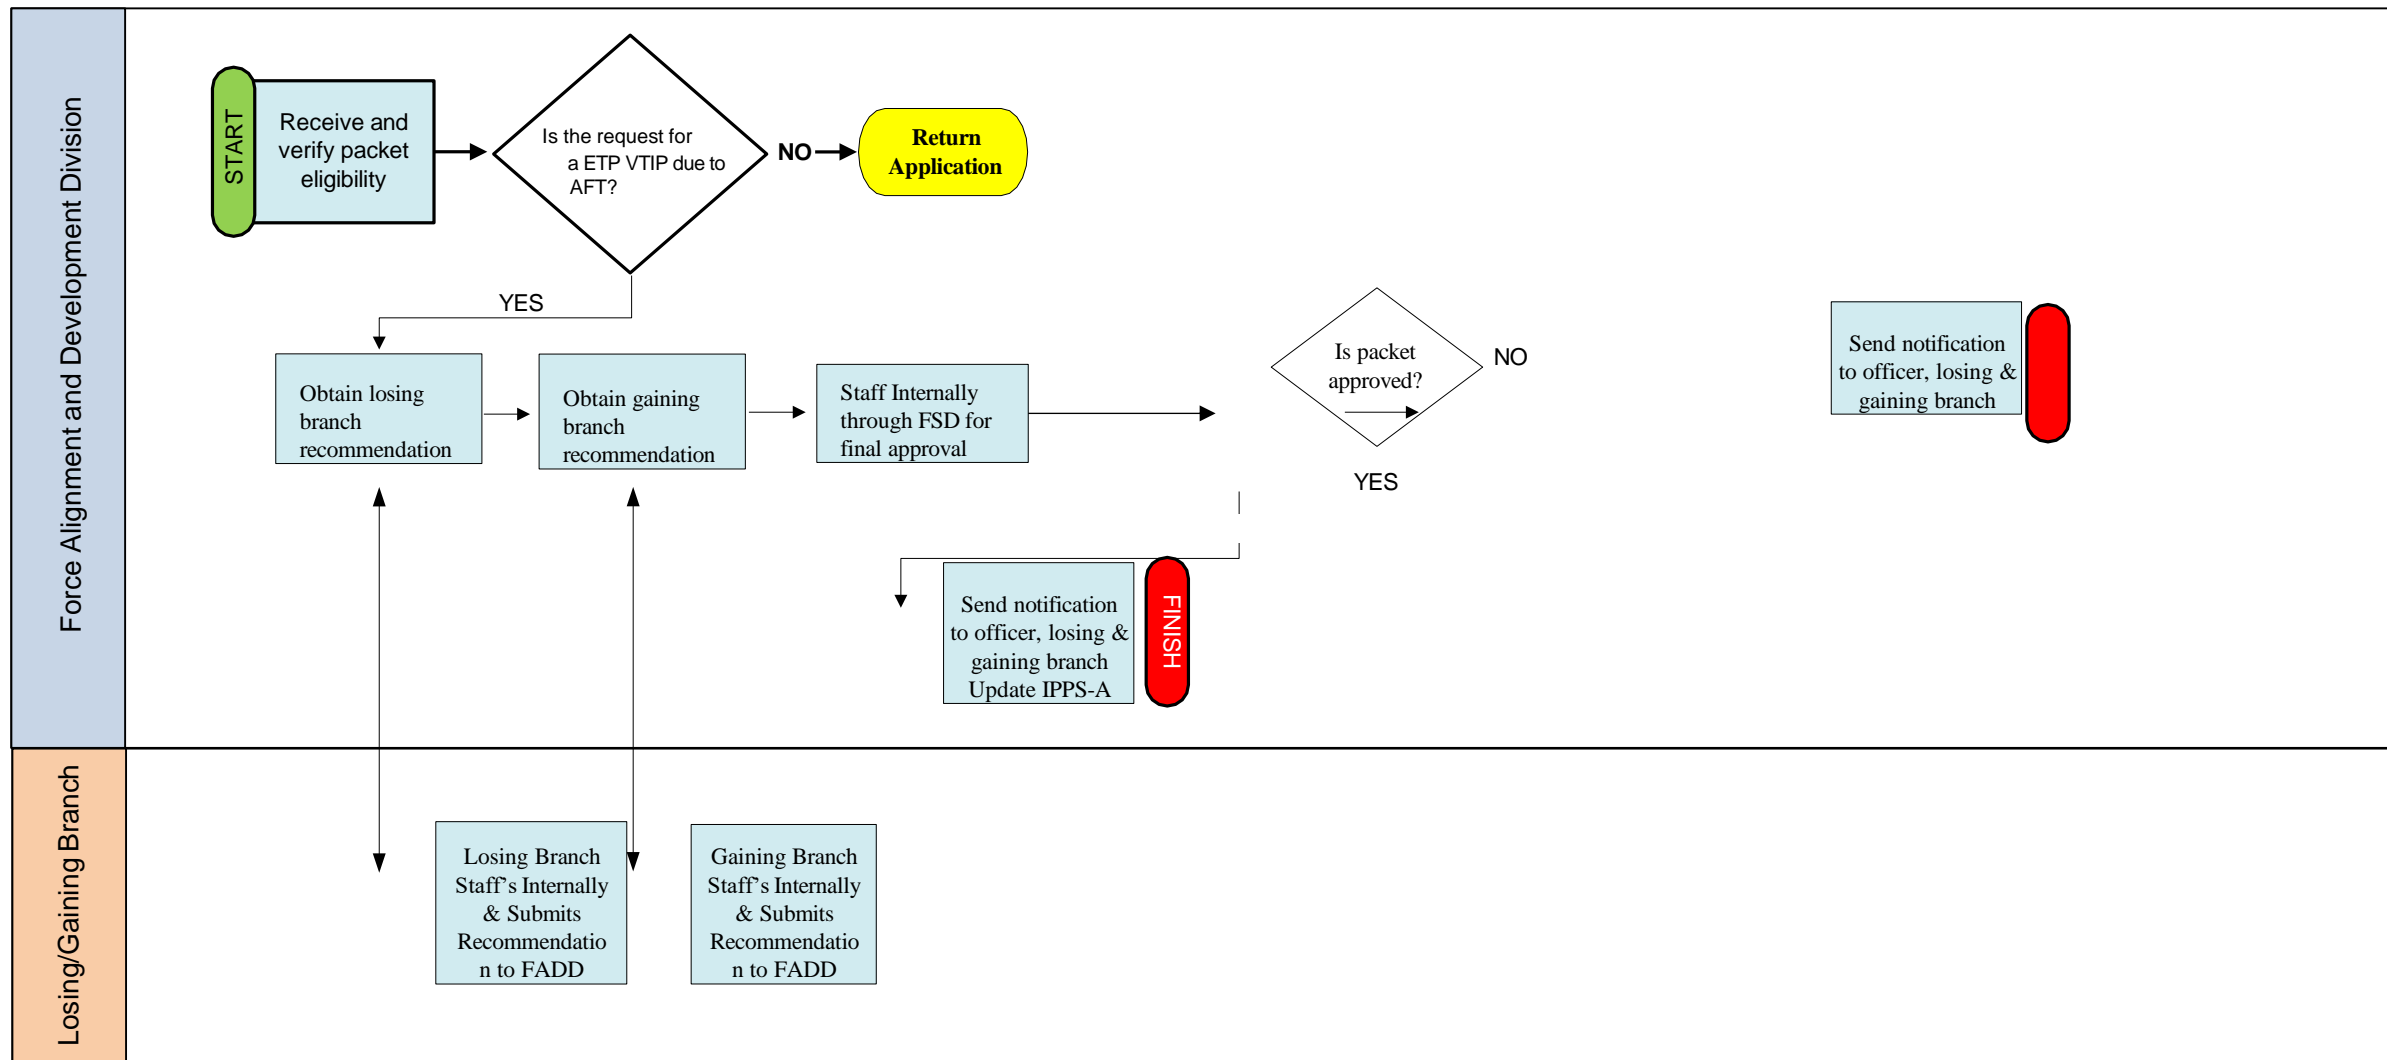 Force Alignment and Development Division
START
Receive and
verify packet
eligibility
Is the request for
a ETP VTIP due to
AFT?
NO
Return
Application
YES
Obtain losing
branch
recommendation
Obtain gaining
branch
recommendation
Staff Internally
through FSD for
final approval
Is packet
approved?
NO
YES
Send notification
to officer, losing &
gaining branch
Send notification
to officer, losing &
gaining branch
Update IPPS-A
FINISH
Losing/Gaining Branch
Losing Branch
Staff’s Internally
& Submits
Recommendatio
n to FADD
Gaining Branch
Staff’s Internally
& Submits
Recommendatio
n to FADD